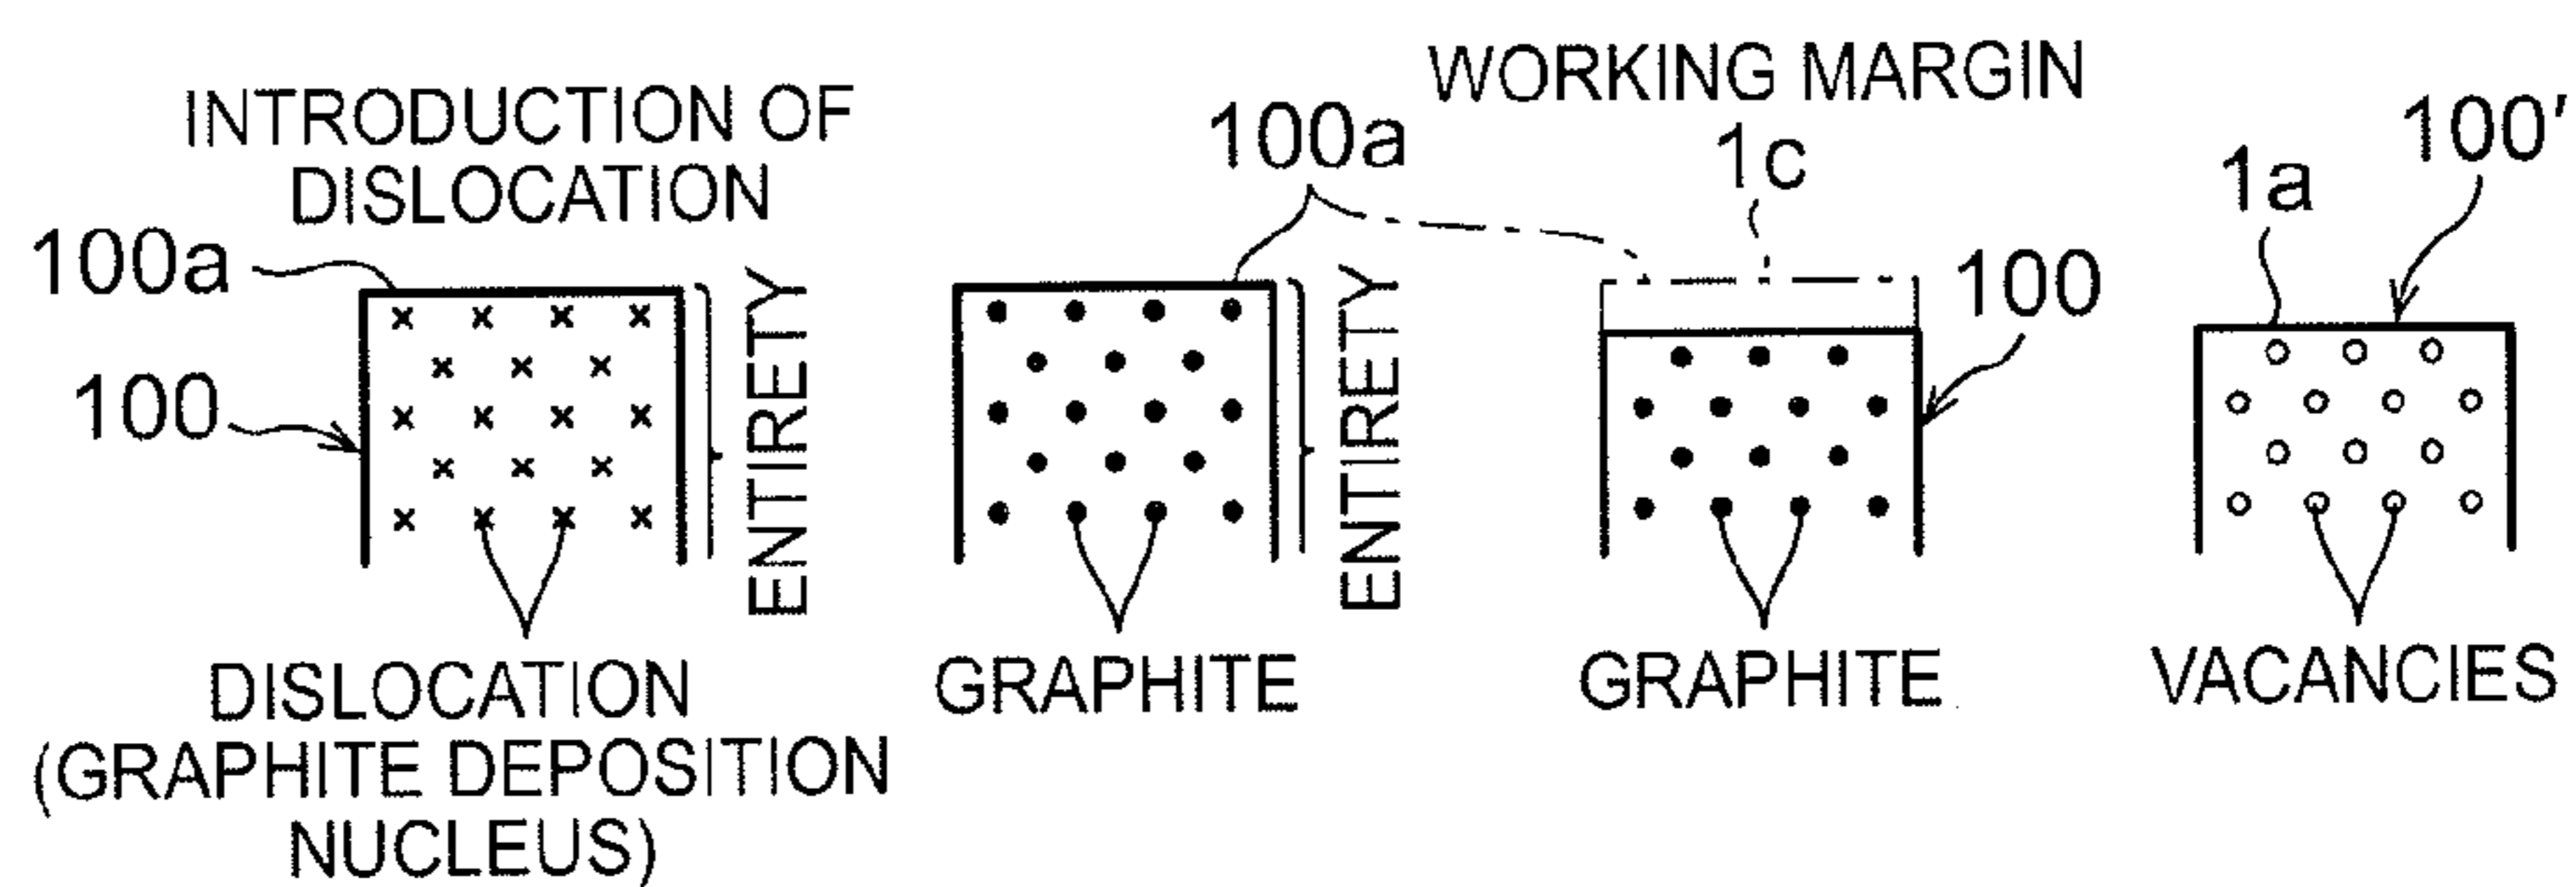 INTRODUCTION OF
DISLOCATION
100a
100
ENTIRETY
DISLOCATION
(GRAPHITE DEPOSITION
NUCLEUS)
100a
ENTIRETY
GRAPHITE
WORKING MARGIN
1c
100
GRAPHITE
1a
100'
VACANCIES